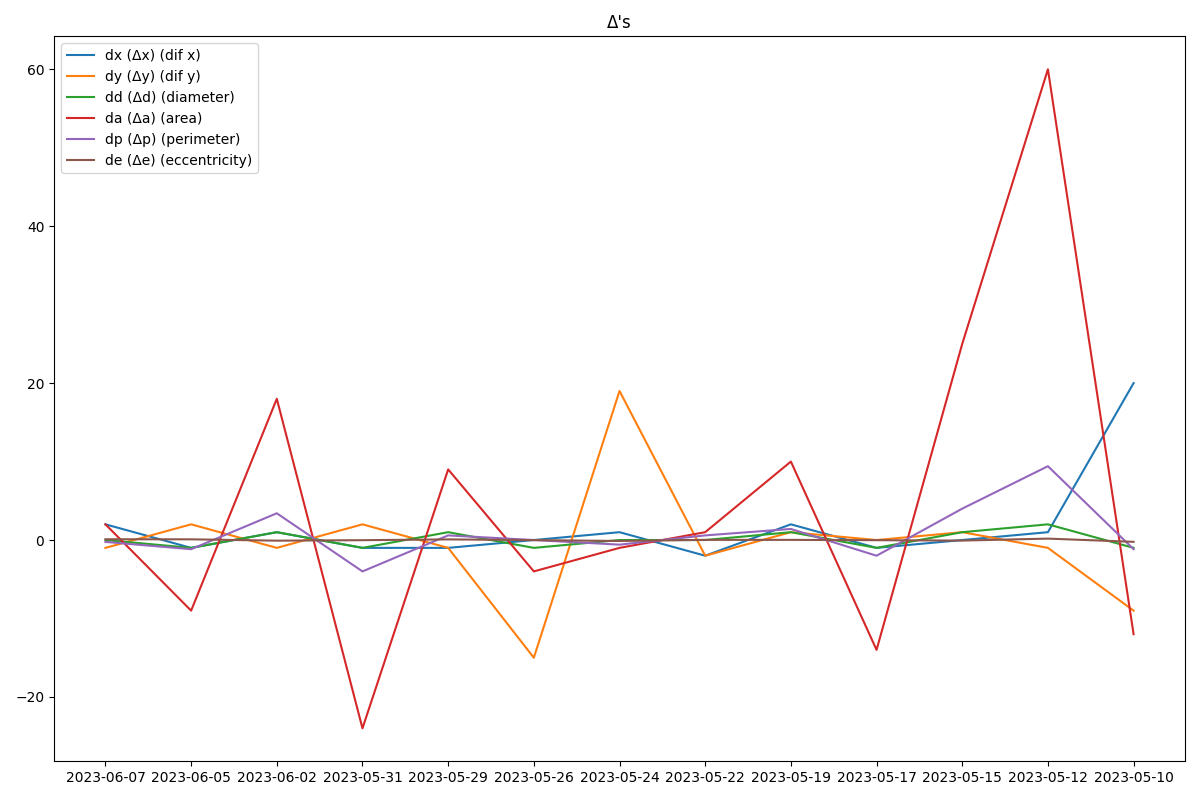 Δ's
dx (Δx) (dif x)
dy (Δy) (dif y)
dd (Δd) (diameter)
da (Δa) (area)
dp (Δp) (perimeter)
de (Δe) (eccentricity)
60
40
20
0
−20
2023-06-07 2023-06-05 2023-06-02 2023-05-31 2023-05-29 2023-05-26 2023-05-24 2023-05-22 2023-05-19 2023-05-17 2023-05-15 2023-05-12 2023-05-10